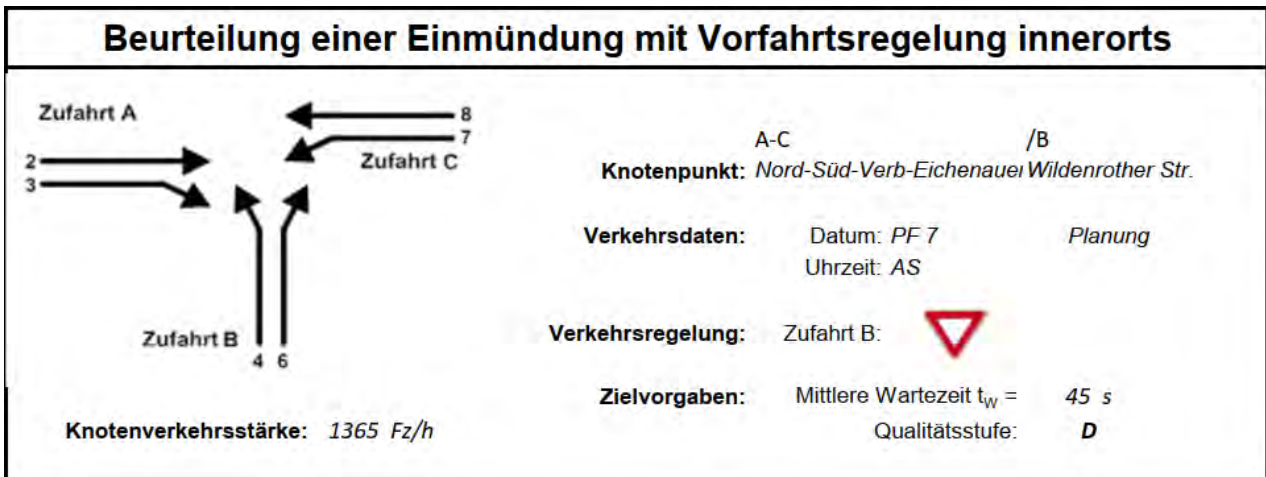 Beurteilung einer Einmündung mit Vorfahrtsregelung innerorts
Zufahrt A
8
7
2
Zufahrt C
3
Zufahrt B
4 6
Knotenverkehrsstärke: 1365 Fz/h
A-C /B
Knotenpunkt: Nord-Süd-Verb-Eichenauer Wildenrother Str.
Verkehrsdaten: Datum: PF 7 Planung
Uhrzeit: AS
Verkehrsregelung: Zufahrt B:
Zielvorgaben: Mittlere Wartezeit tW = 45 s
Qualitätsstufe: D